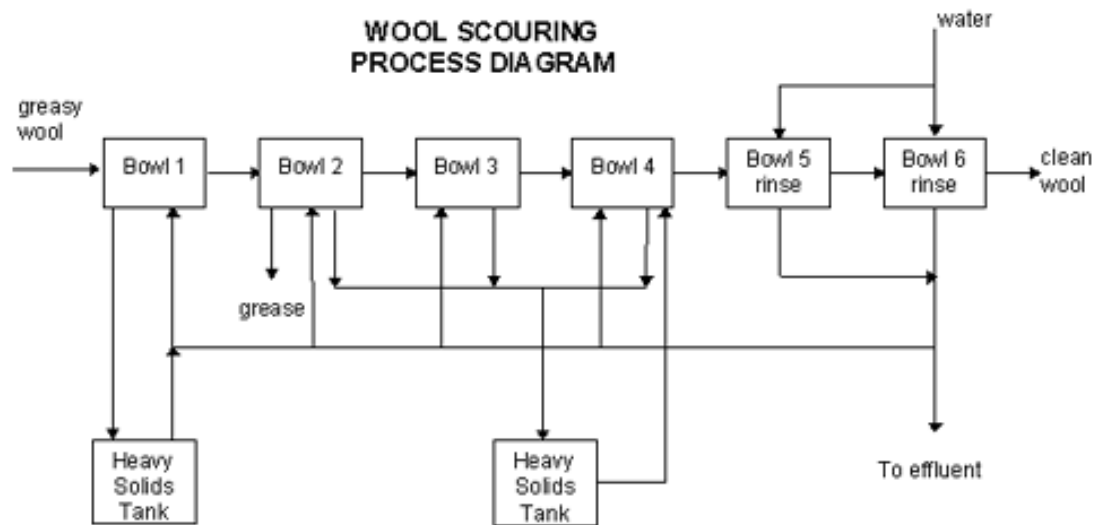 WOOL SCOURING
PROCESS DIAGRAM
water
greasy
wool
Bowl 1
Bowl 2
Bowl 3
Bowl 4
Bowl 5
rinse
Bowl 6
rinse
clean
wool
grease
Heavy
Solids
Tank
Heavy
Solids
Tank
To effluent